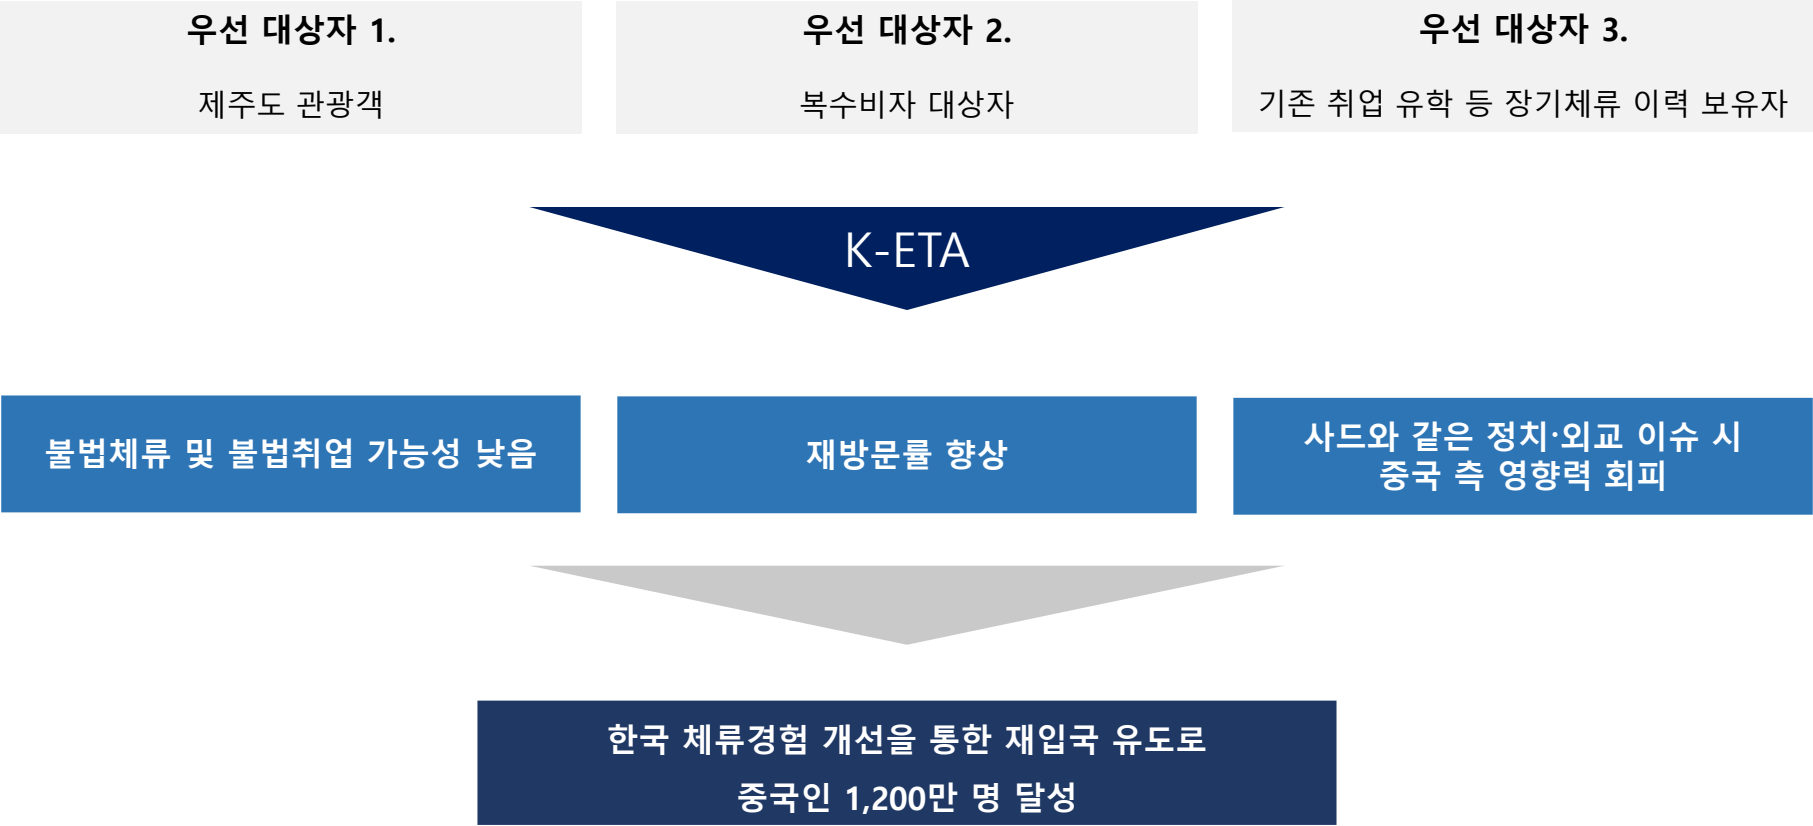 우선 대상자 1.
제주도 관광객
우선 대상자 2.
복수비자 대상자
우선 대상자 3.
기존 취업 유학 등 장기체류 이력 보유자
K-ETA
불법체류 및 불법취업 가능성 낮음
재방문률 향상
사드와 같은 정치·외교 이슈 시
중국 측 영향력 회피
한국 체류경험 개선을 통한 재입국 유도로
중국인 1,200만 명 달성